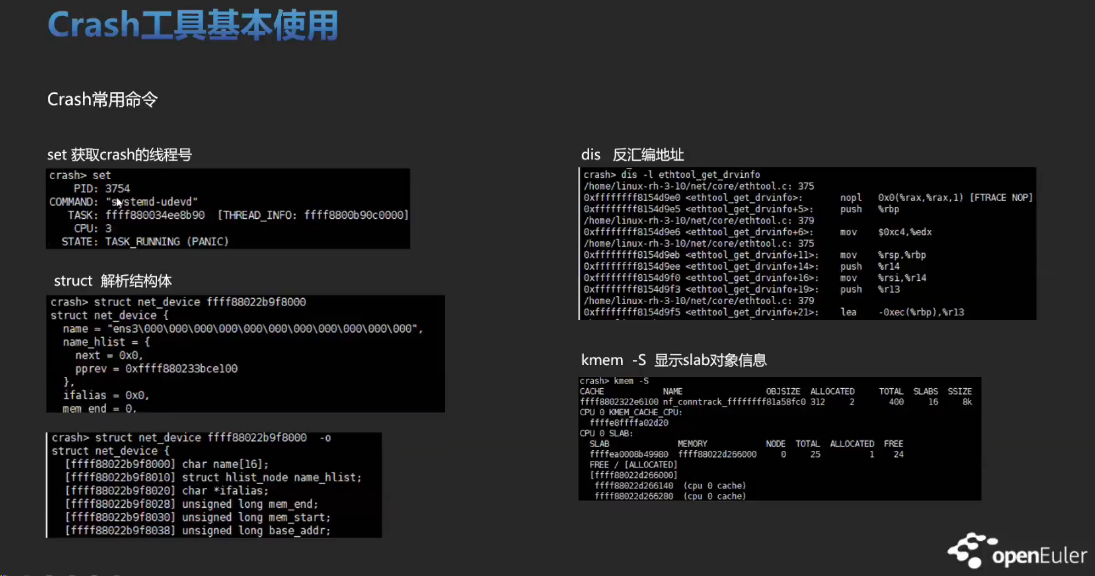 Crash工具基本使用
Crash常用命令
set 获取crash的线程号
crash> set
PID: 3754
COMMAND: "systemd-udevd"
TASK: ffff880034ee8b90 [THREAD_INFO: ffff8800b90c0000]
CPU: 3
STATE: TASK_RUNNING (PANIC)
struct 解析结构体
crash> struct net_device ffff88022b9f8000
struct net_device {
name = "ens3\000\000\000\000\000\000\000\000\000\000\000",
name_hlist = {
next = 0x0,
pprev = 0xffff880233bce100
},
ifalias = 0x0,
mem_end = 0,
crash> struct net_device ffff88022b9f8000 -o
struct net_device {
[ffff88022b9f8000] char name[16];
[ffff88022b9f8010] struct hlist_node name_hlist;
[ffff88022b9f8020] char *ifalias;
[ffff88022b9f8028] unsigned long mem_end;
[ffff88022b9f8030] unsigned long mem_start;
[ffff88022b9f8038] unsigned long base_addr;
dis 反汇编地址
crash> dis -l ethtool_get_drvinfo
/home/linux-rh-3-10/net/core/ethtool.c: 375
0xffffffff8154d9e0 <ethtool_get_drvinfo>: nopl 0x0(%rax,%rax,1) [FTRACE NOP]
0xffffffff8154d9e5 <ethtool_get_drvinfo+5>: push %rbp
/home/linux-rh-3-10/net/core/ethtool.c: 379
0xffffffff8154d9e6 <ethtool_get_drvinfo+6>: mov $0xc4,%edx
/home/linux-rh-3-10/net/core/ethtool.c: 375
0xffffffff8154d9eb <ethtool_get_drvinfo+11>: mov %rsp,%rbp
0xffffffff8154d9ee <ethtool_get_drvinfo+14>: push %r14
0xffffffff8154d9f0 <ethtool_get_drvinfo+16>: mov %rsi,%r14
0xffffffff8154d9f3 <ethtool_get_drvinfo+19>: push %r13
/home/linux-rh-3-10/net/core/ethtool.c: 379
0xffffffff8154d9f5 <ethtool_get_drvinfo+21>: lea -0xec(%rbp),%r13
kmem -S 显示slab对象信息
crash> kmem -S
CACHE NAME OBJSIZE ALLOCATED TOTAL SLABS SSIZE
ffff8802322e6100 nf_conntrack_ffffffff81a58fc0 312 2 400 16 8k
CPU 0 KMEM_CACHE_CPU:
ffffe8ffffa02d20
CPU 0 SLAB:
SLAB MEMORY NODE TOTAL ALLOCATED FREE
ffffea0008b49980 ffff88022d266000 0 25 1 24
FREE / [ALLOCATED]
[ffff88022d266000]
ffff88022d266140 (cpu 0 cache)
ffff88022d266280 (cpu 0 cache)
openEuler